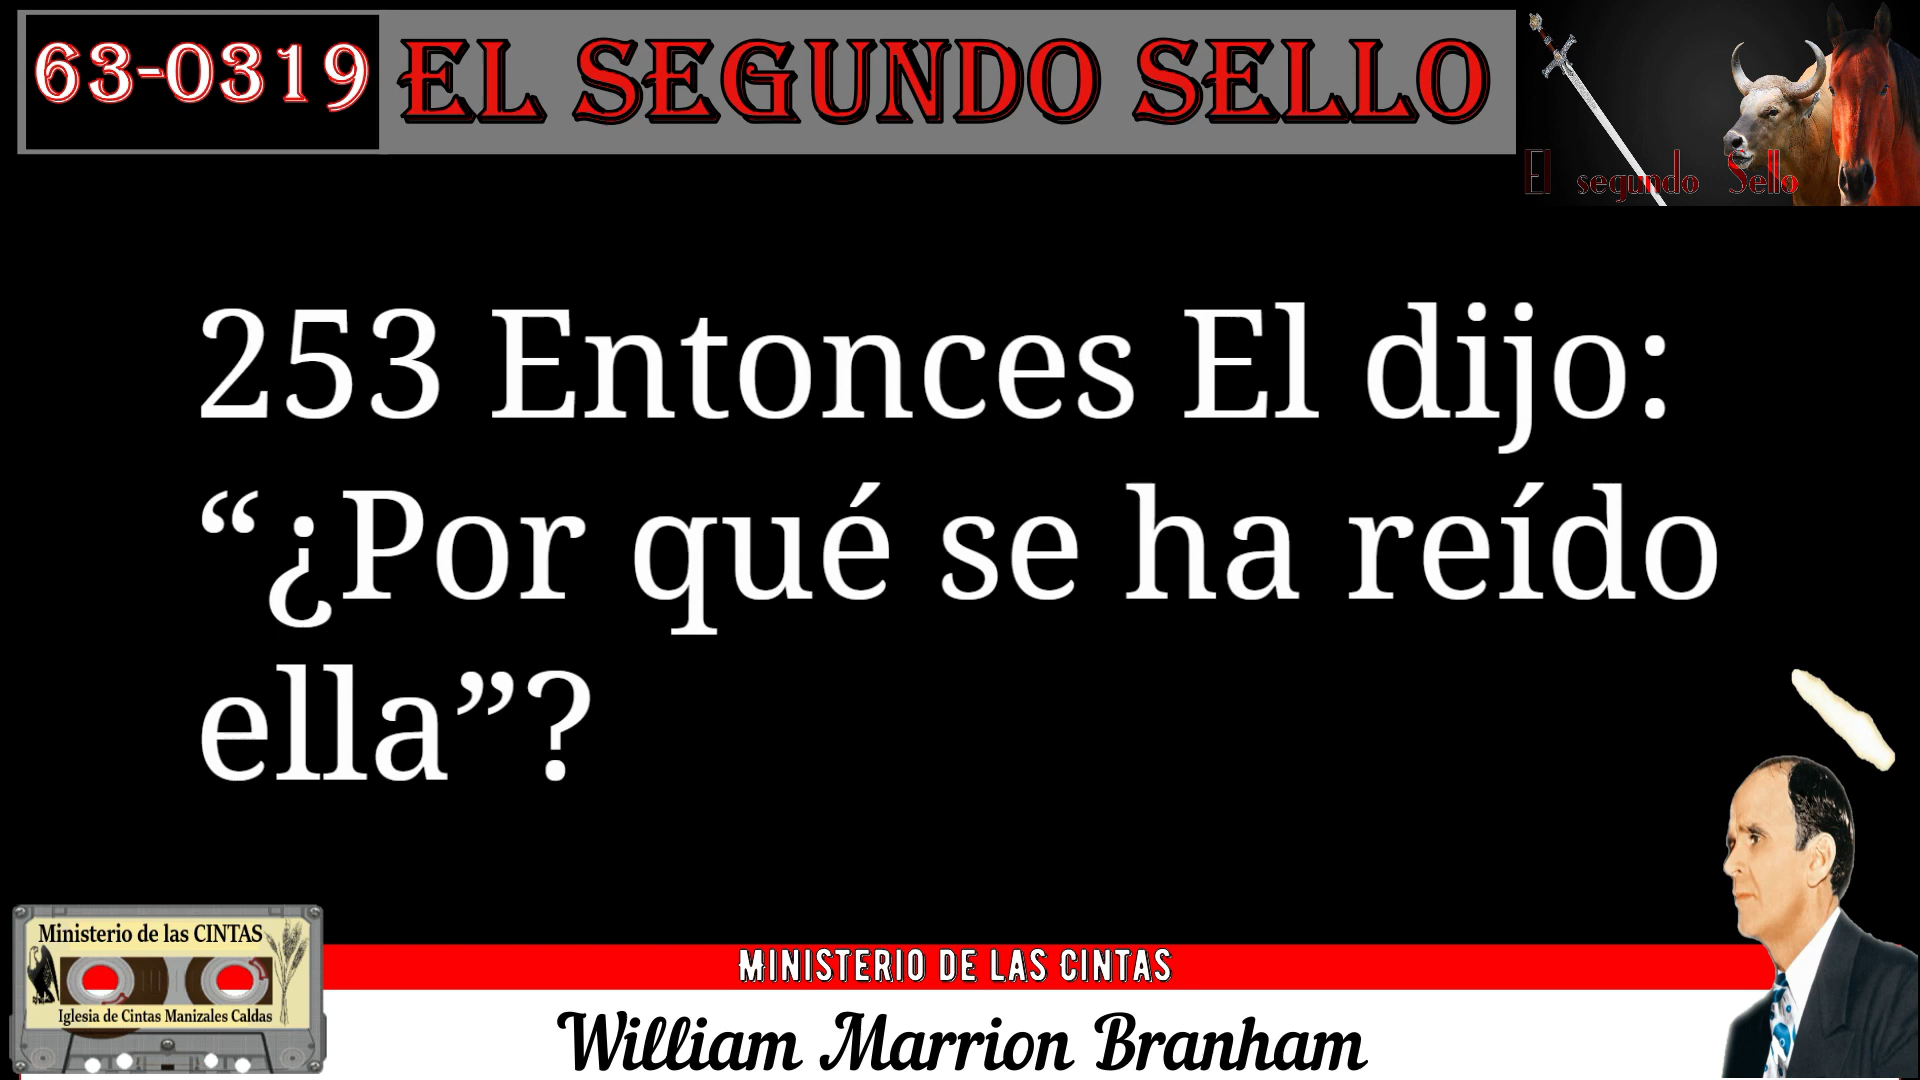 63-0319 EL SEGUNDO SELLO
El segundo Sello
253 Entonces El dijo:
“¿Por qué se ha reído
ella”?
Ministerio de las CINTAS
Iglesia de Cintas Manizales Caldas
MINISTERIO DE LAS CINTAS
William Marrion Branham